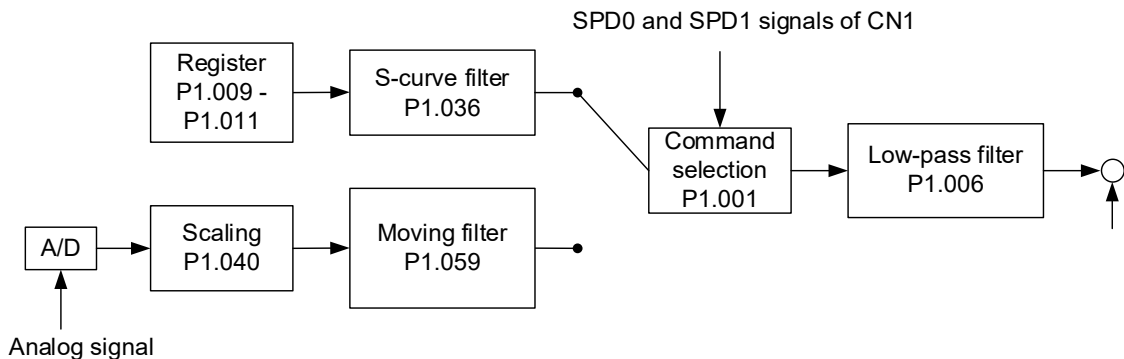 SPD0 and SPD1 signals of CN1
Register
P1.009 -
P1.011
S-curve filter
P1.036
Command
selection
P1.001
Low-pass filter
P1.006
A/D
Scaling
P1.040
Moving filter
P1.059
Analog signal